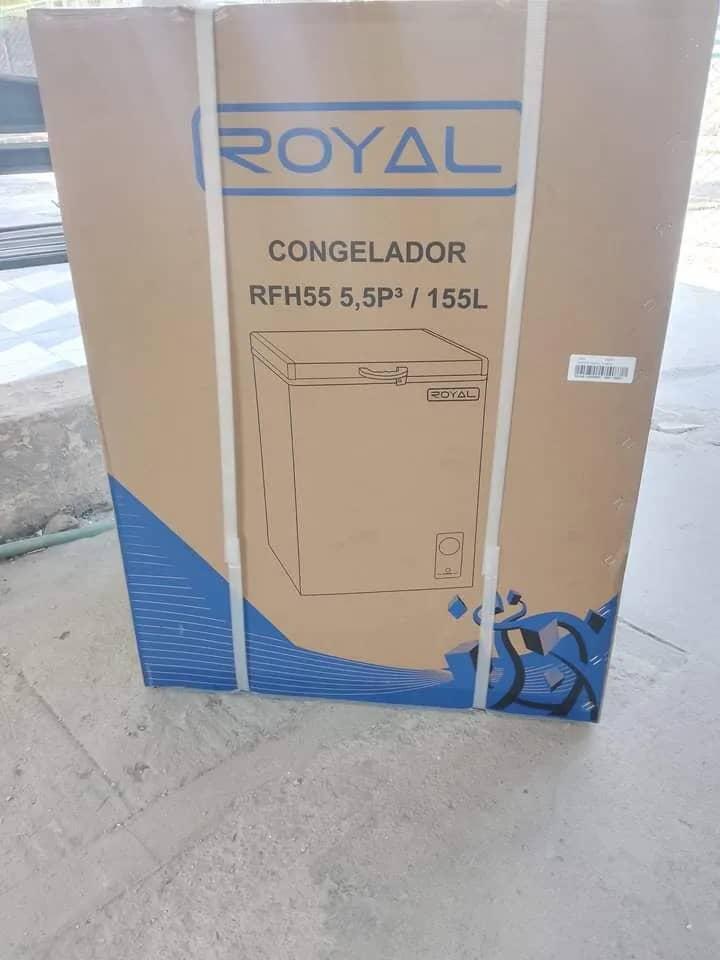 ROYAL
CONGELADOR
RFH55 5,5P³ / 155L
ROYAL